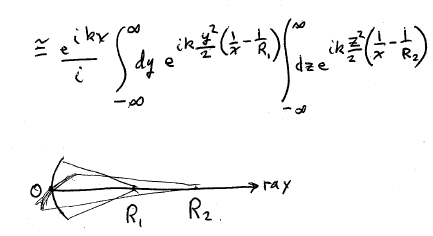 ≅ e^{ikx}/i ∫_{-∞}^{∞} dy e^{ik y²/2 (1/x - 1/R₁)} ∫_{-∞}^{∞} dz e^{ik z²/2 (1/x - 1/R₂)}
O ray
R₁ R₂